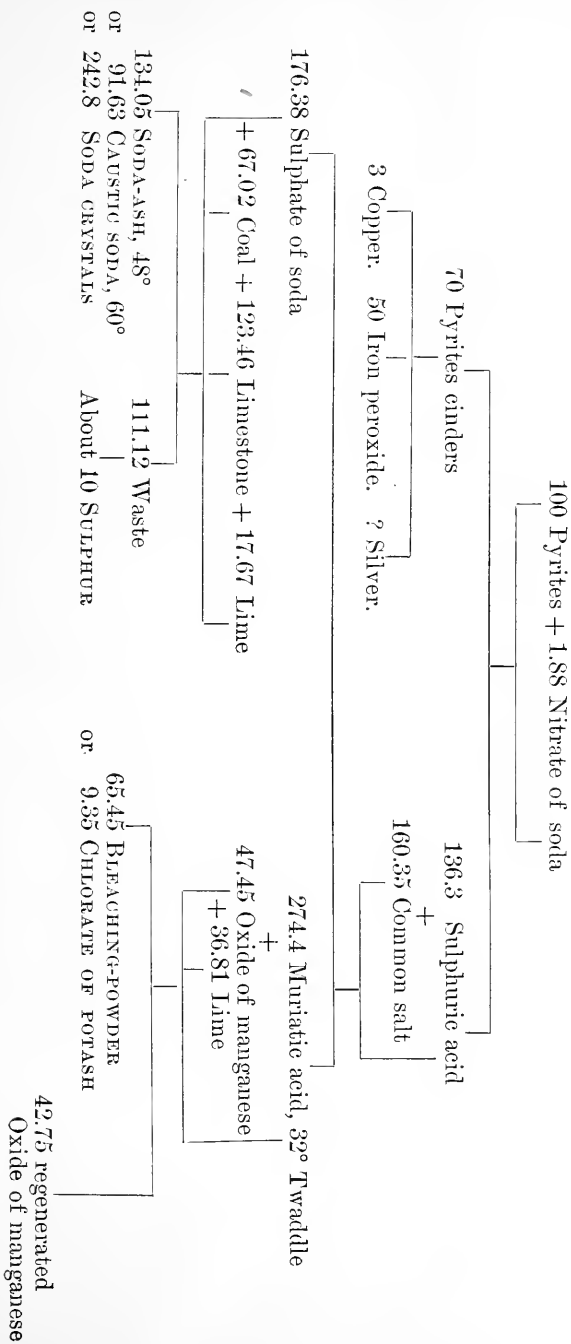 100 Pyrites + 1.88 Nitrate of soda
70 Pyrites cinders
136.3 Sulphuric acid
+
160.35 Common salt
3 Copper. 50 Iron peroxide. ? Silver.
176.38 Sulphate of soda
274.4 Muriatic acid, 32° Twaddle
+
47.45 Oxide of manganese
+ 36.81 Lime
+ 67.02 Coal + 123.46 Limestone + 17.67 Lime
134.05 SODA-ASH, 48°
or 91.63 CAUSTIC SODA, 60°
or 242.8 SODA CRYSTALS
111.12 Waste
About 10 SULPHUR
65.45 BLEACHING-POWDER
or 9.35 CHLORATE OF POTASH
42.75 regenerated
Oxide of manganese